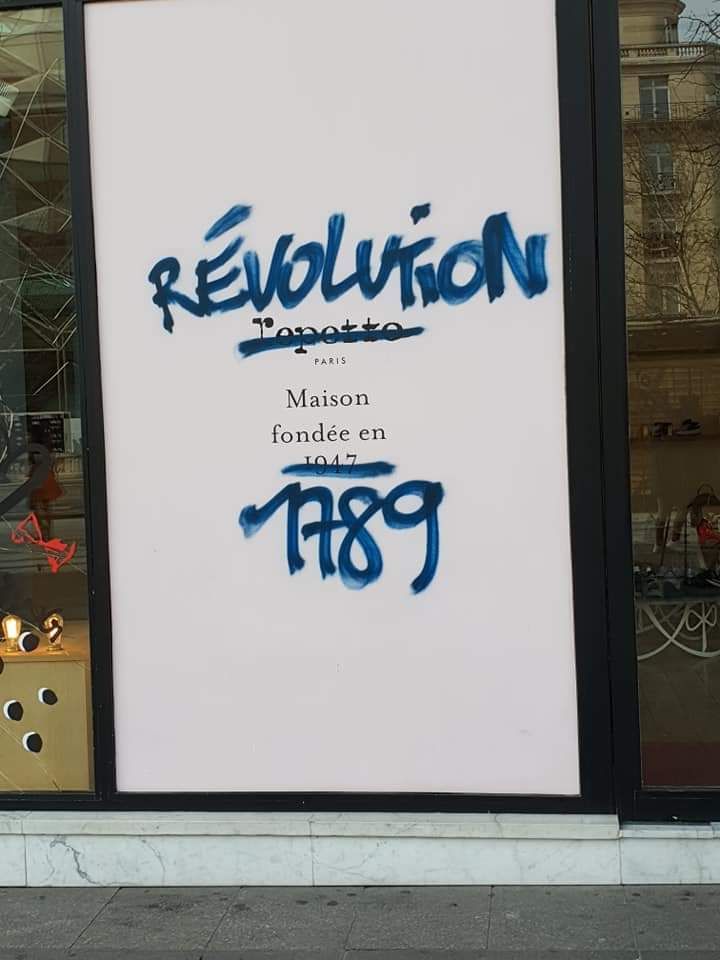 RÉVOLUTION
repetto
PARIS
Maison
fondée en
1947
1789